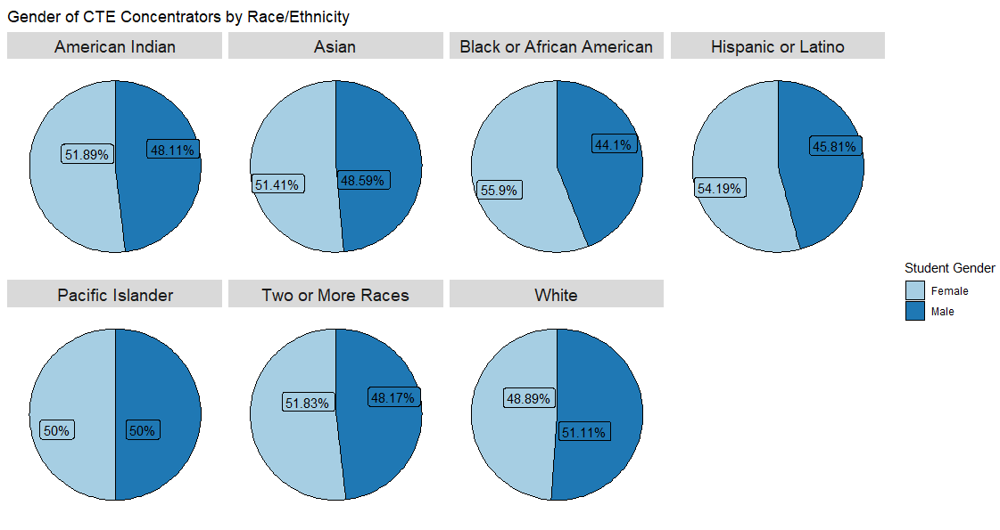 Gender of CTE Concentrators by Race/Ethnicity
American Indian
Asian
Black or African American
Hispanic or Latino
51.89%
48.11%
51.41%
48.59%
55.9%
44.1%
54.19%
45.81%
Pacific Islander
Two or More Races
White
50%
50%
51.83%
48.17%
48.89%
51.11%
Student Gender
Female
Male